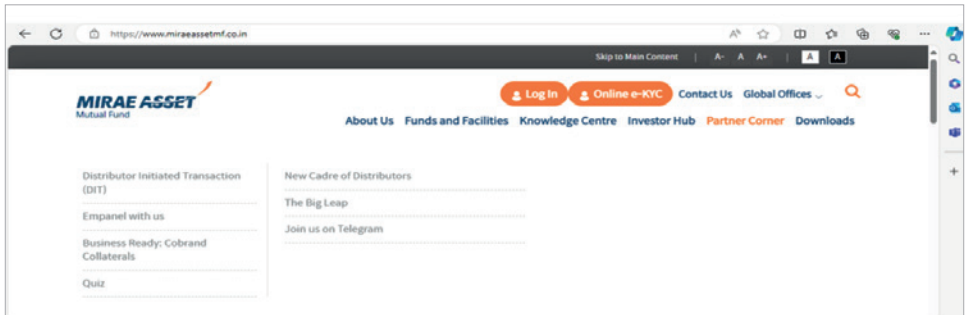 https://www.miraeassetmf.co.in
Skip to Main Content | A- A A+ | A A
MIRAE ASSET
Mutual Fund
Log In Online e-KYC Contact Us Global Offices
About Us Funds and Facilities Knowledge Centre Investor Hub Partner Corner Downloads
Distributor Initiated Transaction
(DIT)
Empanel with us
Business Ready: Cobrand
Collaterals
Quiz
New Cadre of Distributors
The Big Leap
Join us on Telegram